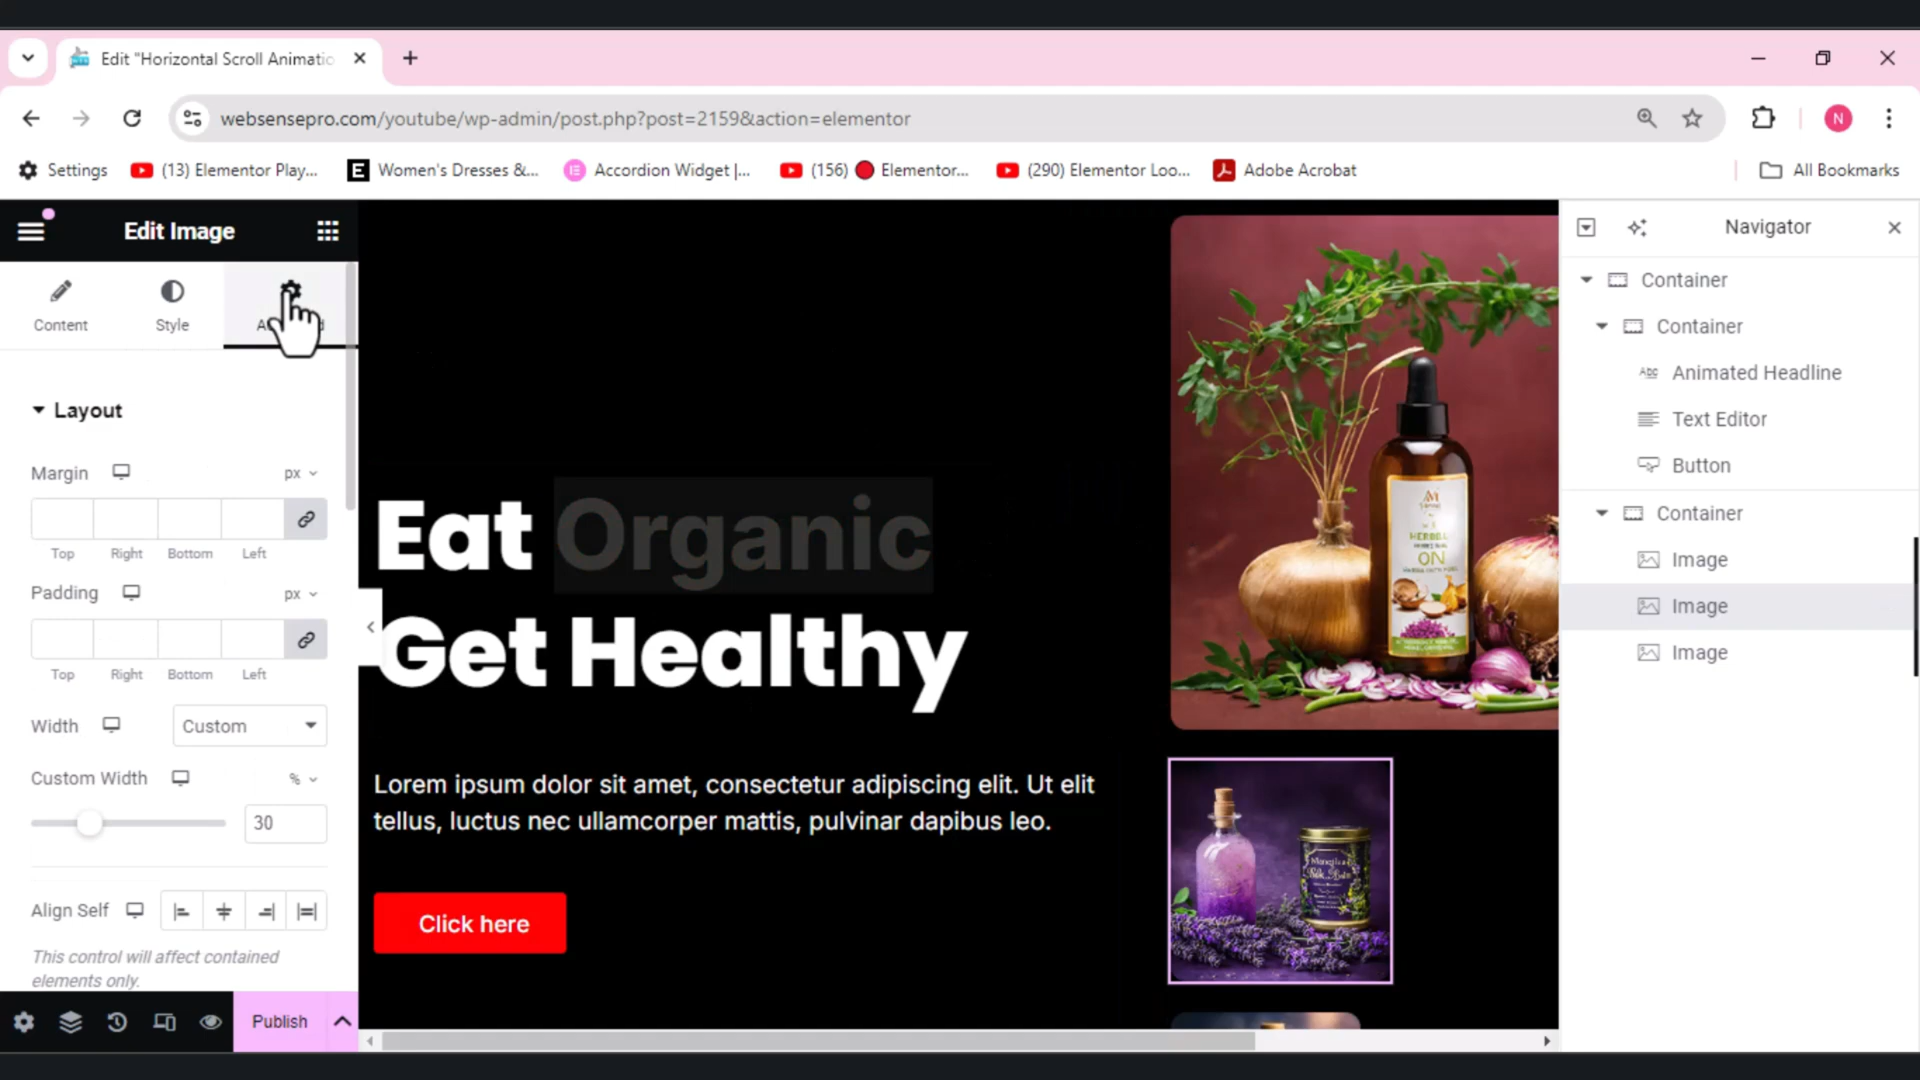 Edit "Horizontal Scroll Animatio
websensepro.com/youtube/wp-admin/post.php?post=2159&action=elementor
N
Settings
(13) Elementor Play...
E
Women's Dresses &...
Accordion Widget |...
(156)
Elementor...
(290) Elementor Loo...
Adobe Acrobat
All Bookmarks
Edit Image
Content
Style
Layout
Margin
px
Top
Right
Bottom
Left
Padding
px
Top
Right
Bottom
Left
Width
Custom
Custom Width
%
30
Align Self
This control will affect contained
elements only.
Publish
Eat Organic
Get Healthy
Lorem ipsum dolor sit amet, consectetur adipiscing elit. Ut elit
tellus, luctus nec ullamcorper mattis, pulvinar dapibus leo.
Click here
ON
Navigator
Container
Container
Abc
Animated Headline
Text Editor
Button
Container
Image
Image
Image